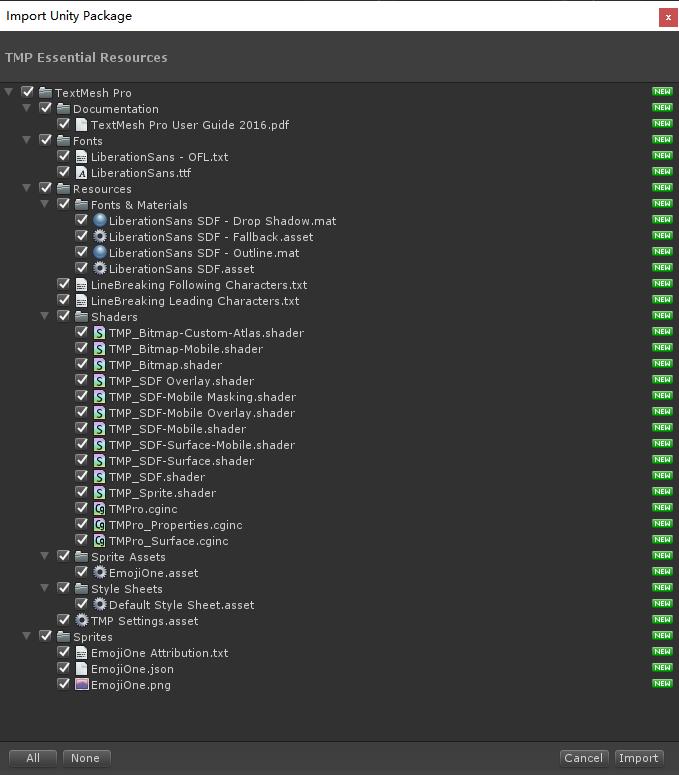 Import Unity Package
x
TMP Essential Resources
TextMesh Pro NEW
Documentation NEW
TextMesh Pro User Guide 2016.pdf NEW
Fonts NEW
LiberationSans - OFL.txt NEW
A LiberationSans.ttf NEW
Resources NEW
Fonts & Materials NEW
LiberationSans SDF - Drop Shadow.mat NEW
LiberationSans SDF - Fallback.asset NEW
LiberationSans SDF - Outline.mat NEW
LiberationSans SDF.asset NEW
LineBreaking Following Characters.txt NEW
LineBreaking Leading Characters.txt NEW
Shaders NEW
S TMP_Bitmap-Custom-Atlas.shader NEW
S TMP_Bitmap-Mobile.shader NEW
S TMP_Bitmap.shader NEW
S TMP_SDF Overlay.shader NEW
S TMP_SDF-Mobile Masking.shader NEW
S TMP_SDF-Mobile Overlay.shader NEW
S TMP_SDF-Mobile.shader NEW
S TMP_SDF-Surface-Mobile.shader NEW
S TMP_SDF-Surface.shader NEW
S TMP_SDF.shader NEW
S TMP_Sprite.shader NEW
Cg TMPro.cginc NEW
Cg TMPro_Properties.cginc NEW
Cg TMPro_Surface.cginc NEW
Sprite Assets NEW
EmojiOne.asset NEW
Style Sheets NEW
Default Style Sheet.asset NEW
TMP Settings.asset NEW
Sprites NEW
EmojiOne Attribution.txt NEW
EmojiOne.json NEW
EmojiOne.png NEW
All None Cancel Import